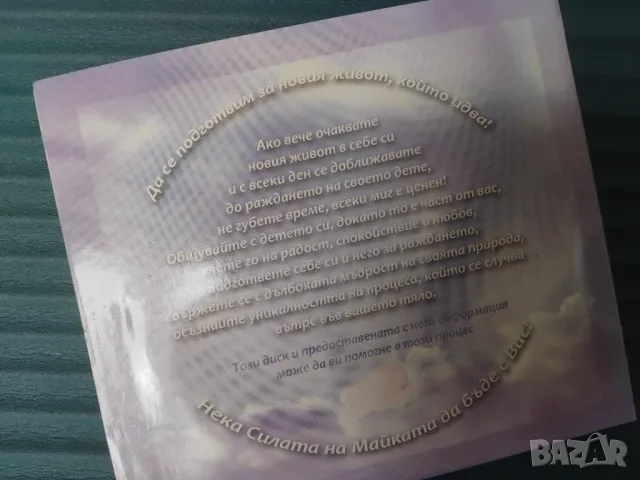 Да се подготвим за новия живот, който идва!
Ако вече очаквате
новия живот в себе си
и с всеки ден се доближавате
до раждането на своето дете,
не губете време, всеки миг е ценен!
Общувайте с детето си, докато то е част от вас,
го на радост, спокойствие и любов,
подгответе себе си и него за раждането,
свържете се с дълбоката мъдрост на своята природа,
осъзнайте уникалността на процеса, който се случва
вътре във вашето тяло.
Този диск и предоставената с него информация
може да ви помогне в този процес
Нека Силата на Майката да бъде с Вас!
BAZAR.bg